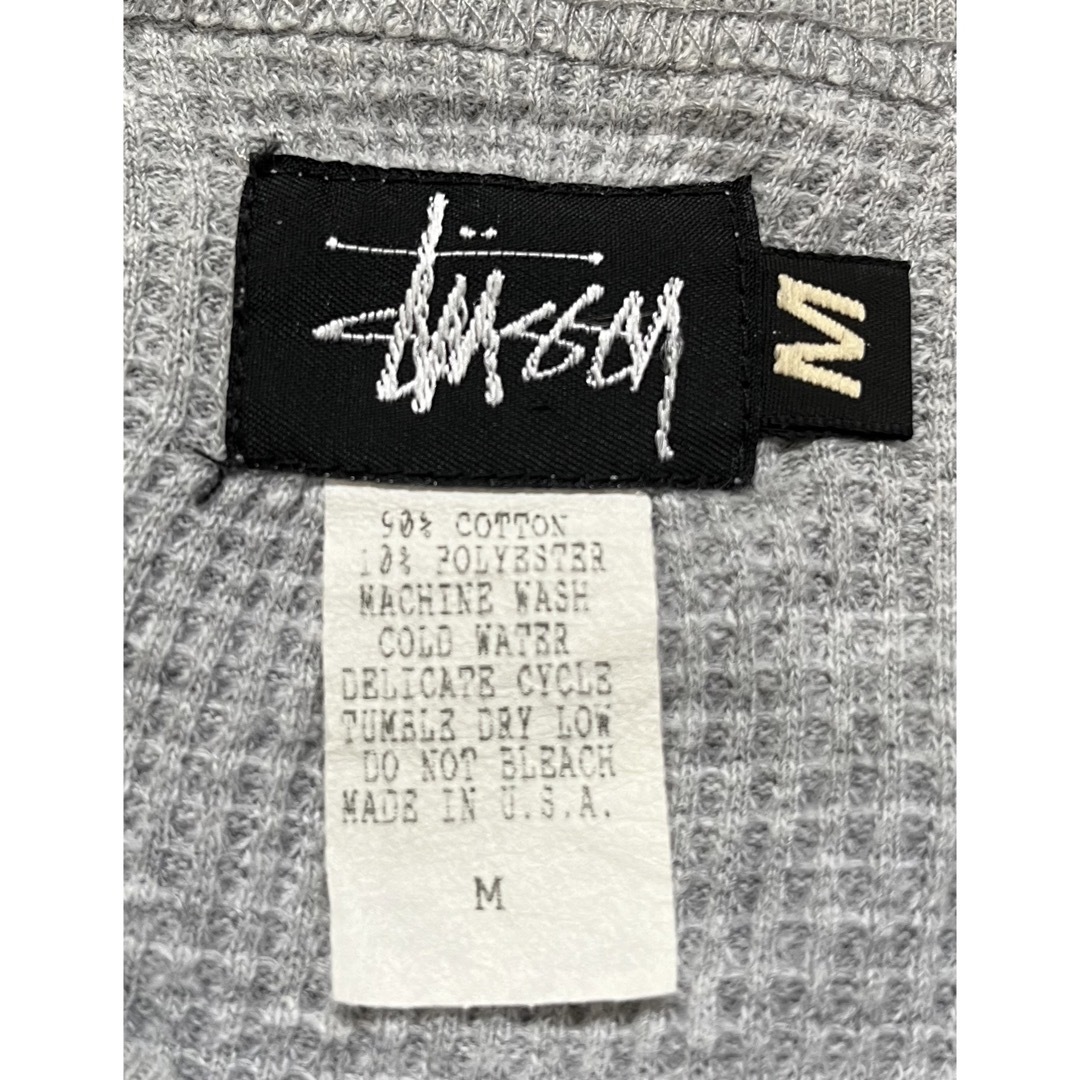 Stüssy
M
90% COTTON
10% POLYESTER
MACHINE WASH
COLD WATER
DELICATE CYCLE
TUMBLE DRY LOW
DO NOT BLEACH
MADE IN U.S.A.
M